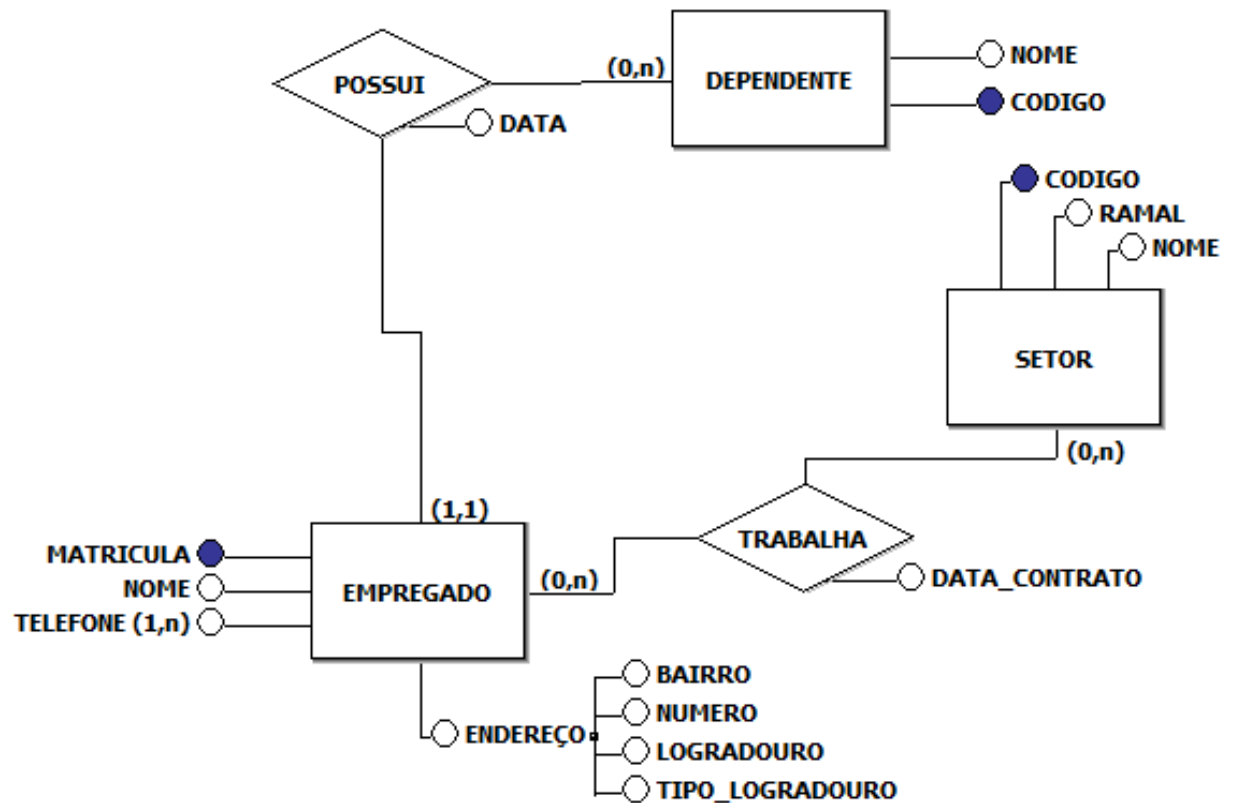 POSSUI
(0,n)
DEPENDENTE
NOME
CODIGO
DATA
CODIGO
RAMAL
NOME
SETOR
(0,n)
(1,1)
MATRICULA
NOME
TELEFONE (1,n)
EMPREGADO
(0,n)
TRABALHA
DATA_CONTRATO
ENDEREÇO
BAIRRO
NUMERO
LOGRADOURO
TIPO_LOGRADOURO